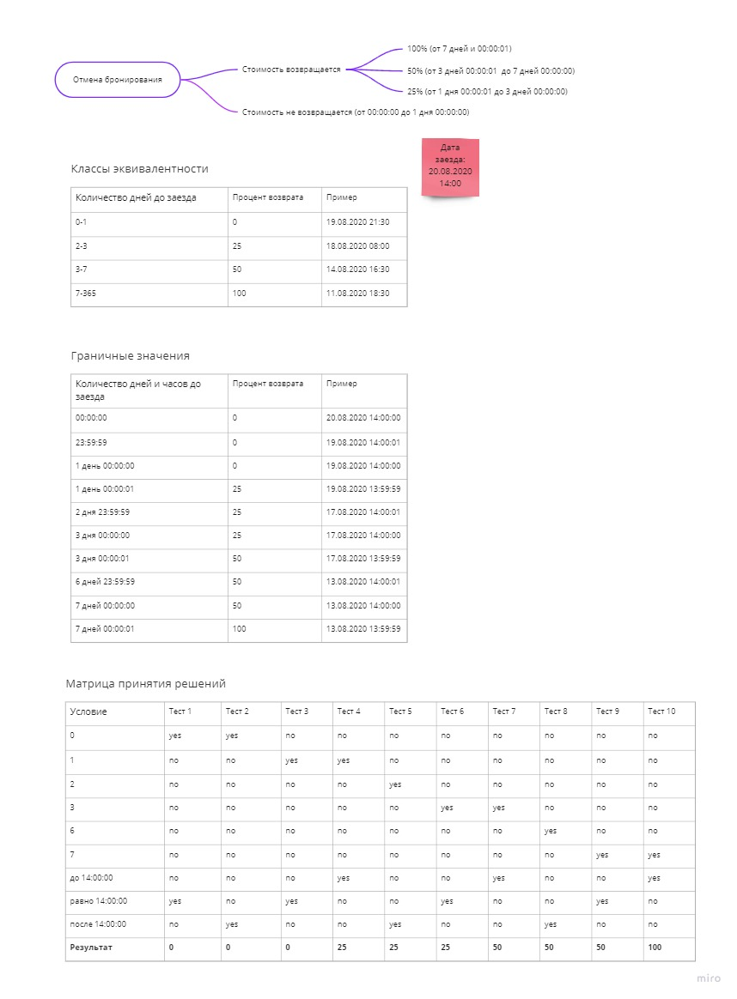 100% (от 7 дней и 00:00:01)
Стоимость возвращается
50% (от 3 дней 00:00:01 до 7 дней 00:00:00)
Отмена бронирования
25% (от 1 дня 00:00:01 до 3 дней 00:00:00)
Стоимость не возвращается (от 00:00:00 до 1 дня 00:00:00)
Дата
заезда:
20.08.2020
14:00
Классы эквивалентности
Количество дней до заезда Процент возврата Пример
0-1 0 19.08.2020 21:30
2-3 25 18.08.2020 08:00
3-7 50 14.08.2020 16:30
7-365 100 11.08.2020 18:30
Граничные значения
Количество дней и часов до Процент возврата Пример
заезда
00:00:00 0 20.08.2020 14:00:00
23:59:59 0 19.08.2020 14:00:01
1 день 00:00:00 0 19.08.2020 14:00:00
1 день 00:00:01 25 19.08.2020 13:59:59
2 дня 23:59:59 25 17.08.2020 14:00:01
3 дня 00:00:00 25 17.08.2020 14:00:00
3 дня 00:00:01 50 17.08.2020 13:59:59
6 дней 23:59:59 50 13.08.2020 14:00:01
7 дней 00:00:00 50 13.08.2020 14:00:00
7 дней 00:00:01 100 13.08.2020 13:59:59
Матрица принятия решений
Условие Тест 1 Тест 2 Тест 3 Тест 4 Тест 5 Тест 6 Тест 7 Тест 8 Тест 9 Тест 10
0 yes yes no no no no no no no no
1 no no yes yes no no no no no no
2 no no no no yes no no no no no
3 no no no no no yes yes no no no
6 no no no no no no no yes no no
7 no no no no no no no no yes yes
до 14:00:00 no no no yes no no yes no no yes
равно 14:00:00 yes no yes no no yes no no yes no
после 14:00:00 no yes no no yes no no yes no no
Результат 0 0 0 25 25 25 50 50 50 100
miro